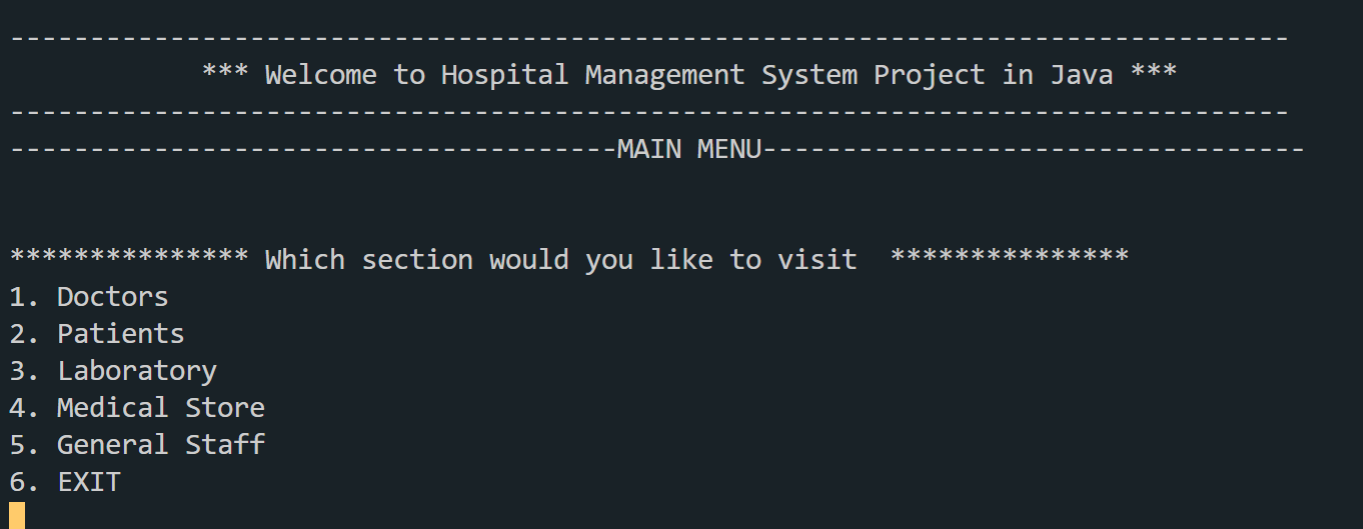 --------------------------------------------------------------------------------
            *** Welcome to Hospital Management System Project in Java ***
--------------------------------------------------------------------------------
--------------------------------------MAIN MENU----------------------------------
*************** Which section would you like to visit  ***************
1. Doctors
2. Patients
3. Laboratory
4. Medical Store
5. General Staff
6. EXIT